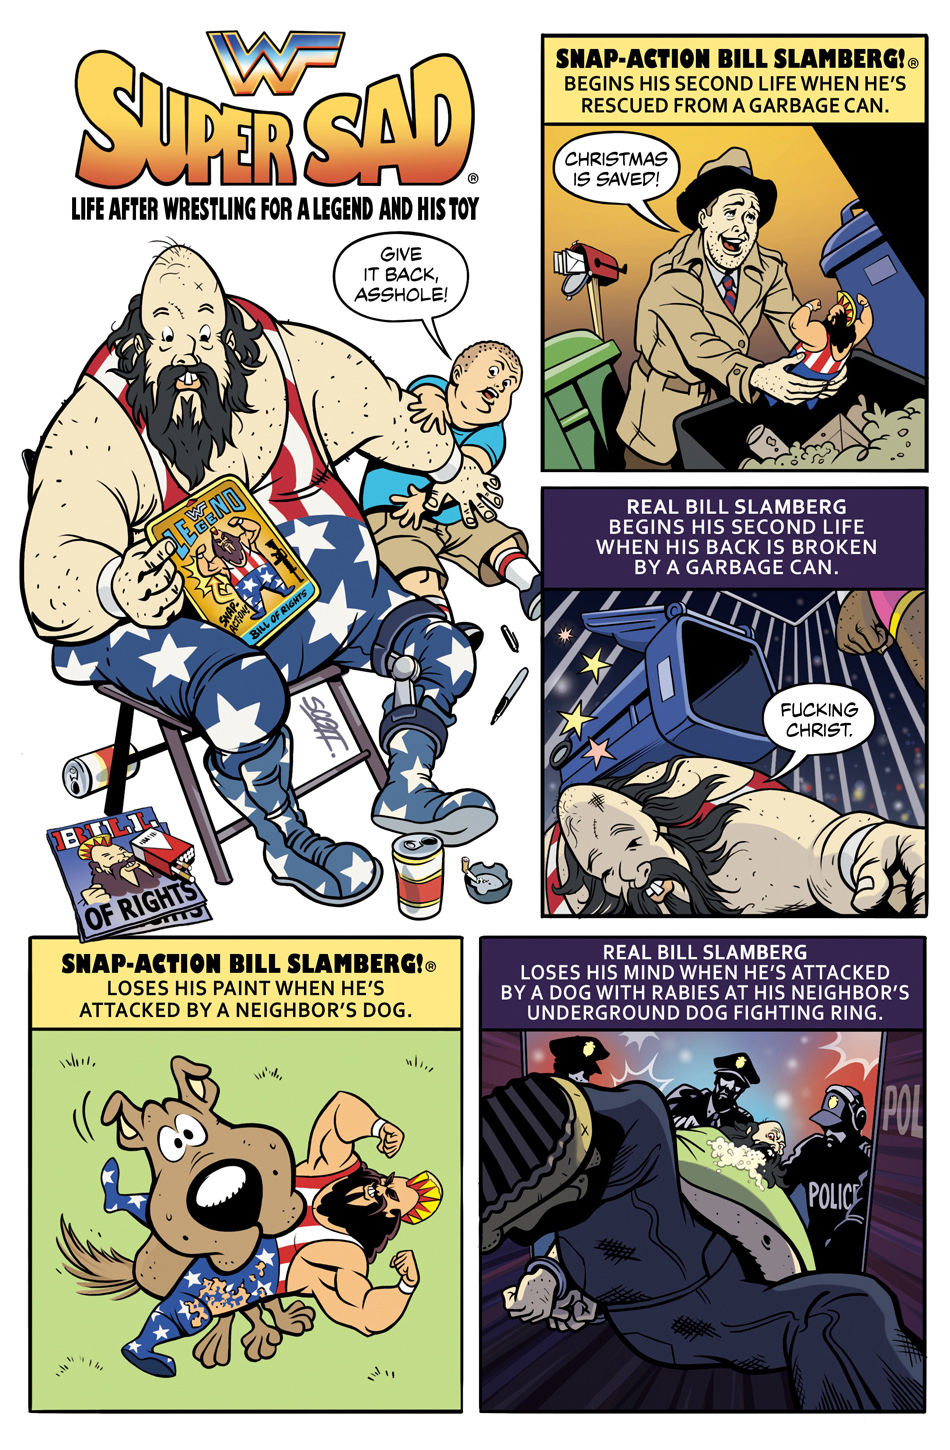 WF
SUPER SAD®
LIFE AFTER WRESTLING FOR A LEGEND AND HIS TOY
GIVE
IT BACK,
ASSHOLE!
WF
LEGEND
SNAP-
ACTION!
BILL OF RIGHTS
BILL
OF RIGHTS
SNAP-ACTION BILL SLAMBERG!®
BEGINS HIS SECOND LIFE WHEN HE'S
RESCUED FROM A GARBAGE CAN.
CHRISTMAS
IS SAVED!
REAL BILL SLAMBERG
BEGINS HIS SECOND LIFE
WHEN HIS BACK IS BROKEN
BY A GARBAGE CAN.
FUCKING
CHRIST.
SNAP-ACTION BILL SLAMBERG!®
LOSES HIS PAINT WHEN HE'S
ATTACKED BY A NEIGHBOR'S DOG.
REAL BILL SLAMBERG
LOSES HIS MIND WHEN HE'S ATTACKED
BY A DOG WITH RABIES AT HIS NEIGHBOR'S
UNDERGROUND DOG FIGHTING RING.
POL
POLICE